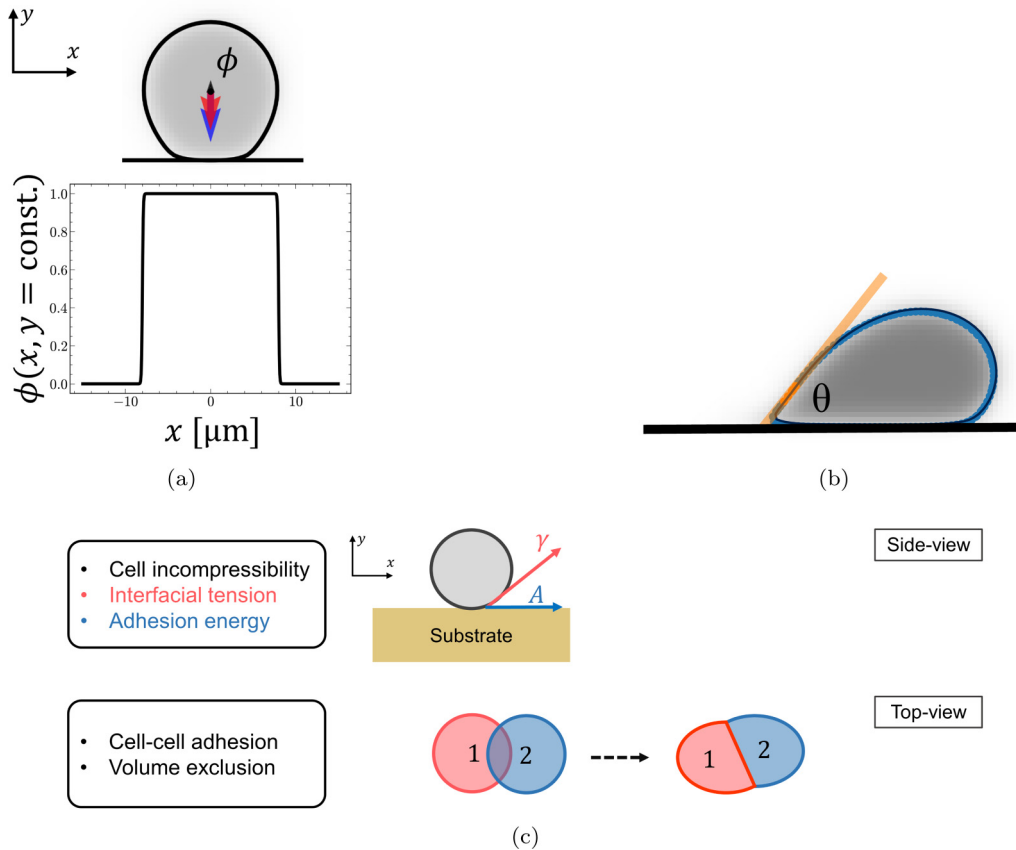 y
x
ϕ
ϕ(x, y = const.)
1.0
0.8
0.6
0.4
0.2
0.0
−10
0
10
x [μm]
(a)
θ
(b)
• Cell incompressibility
• Interfacial tension
• Adhesion energy
y
x
γ
A
Substrate
Side-view
• Cell-cell adhesion
• Volume exclusion
1 2
1 2
Top-view
(c)